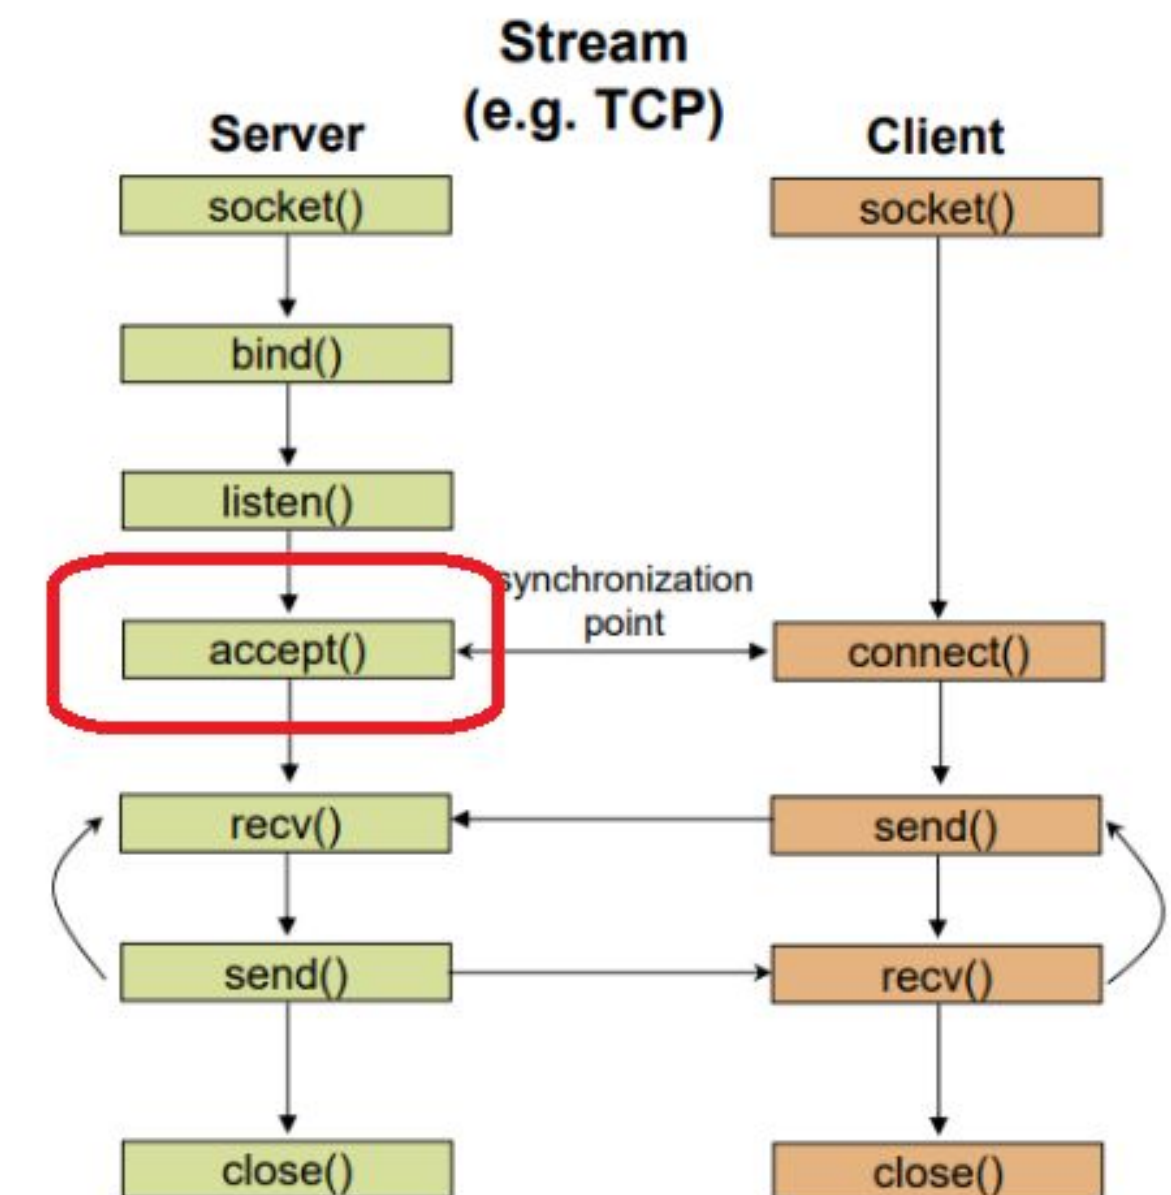 Stream
(e.g. TCP)
Server
Client
socket()
socket()
bind()
listen()
synchronization
point
accept()
connect()
recv()
send()
send()
recv()
close()
close()